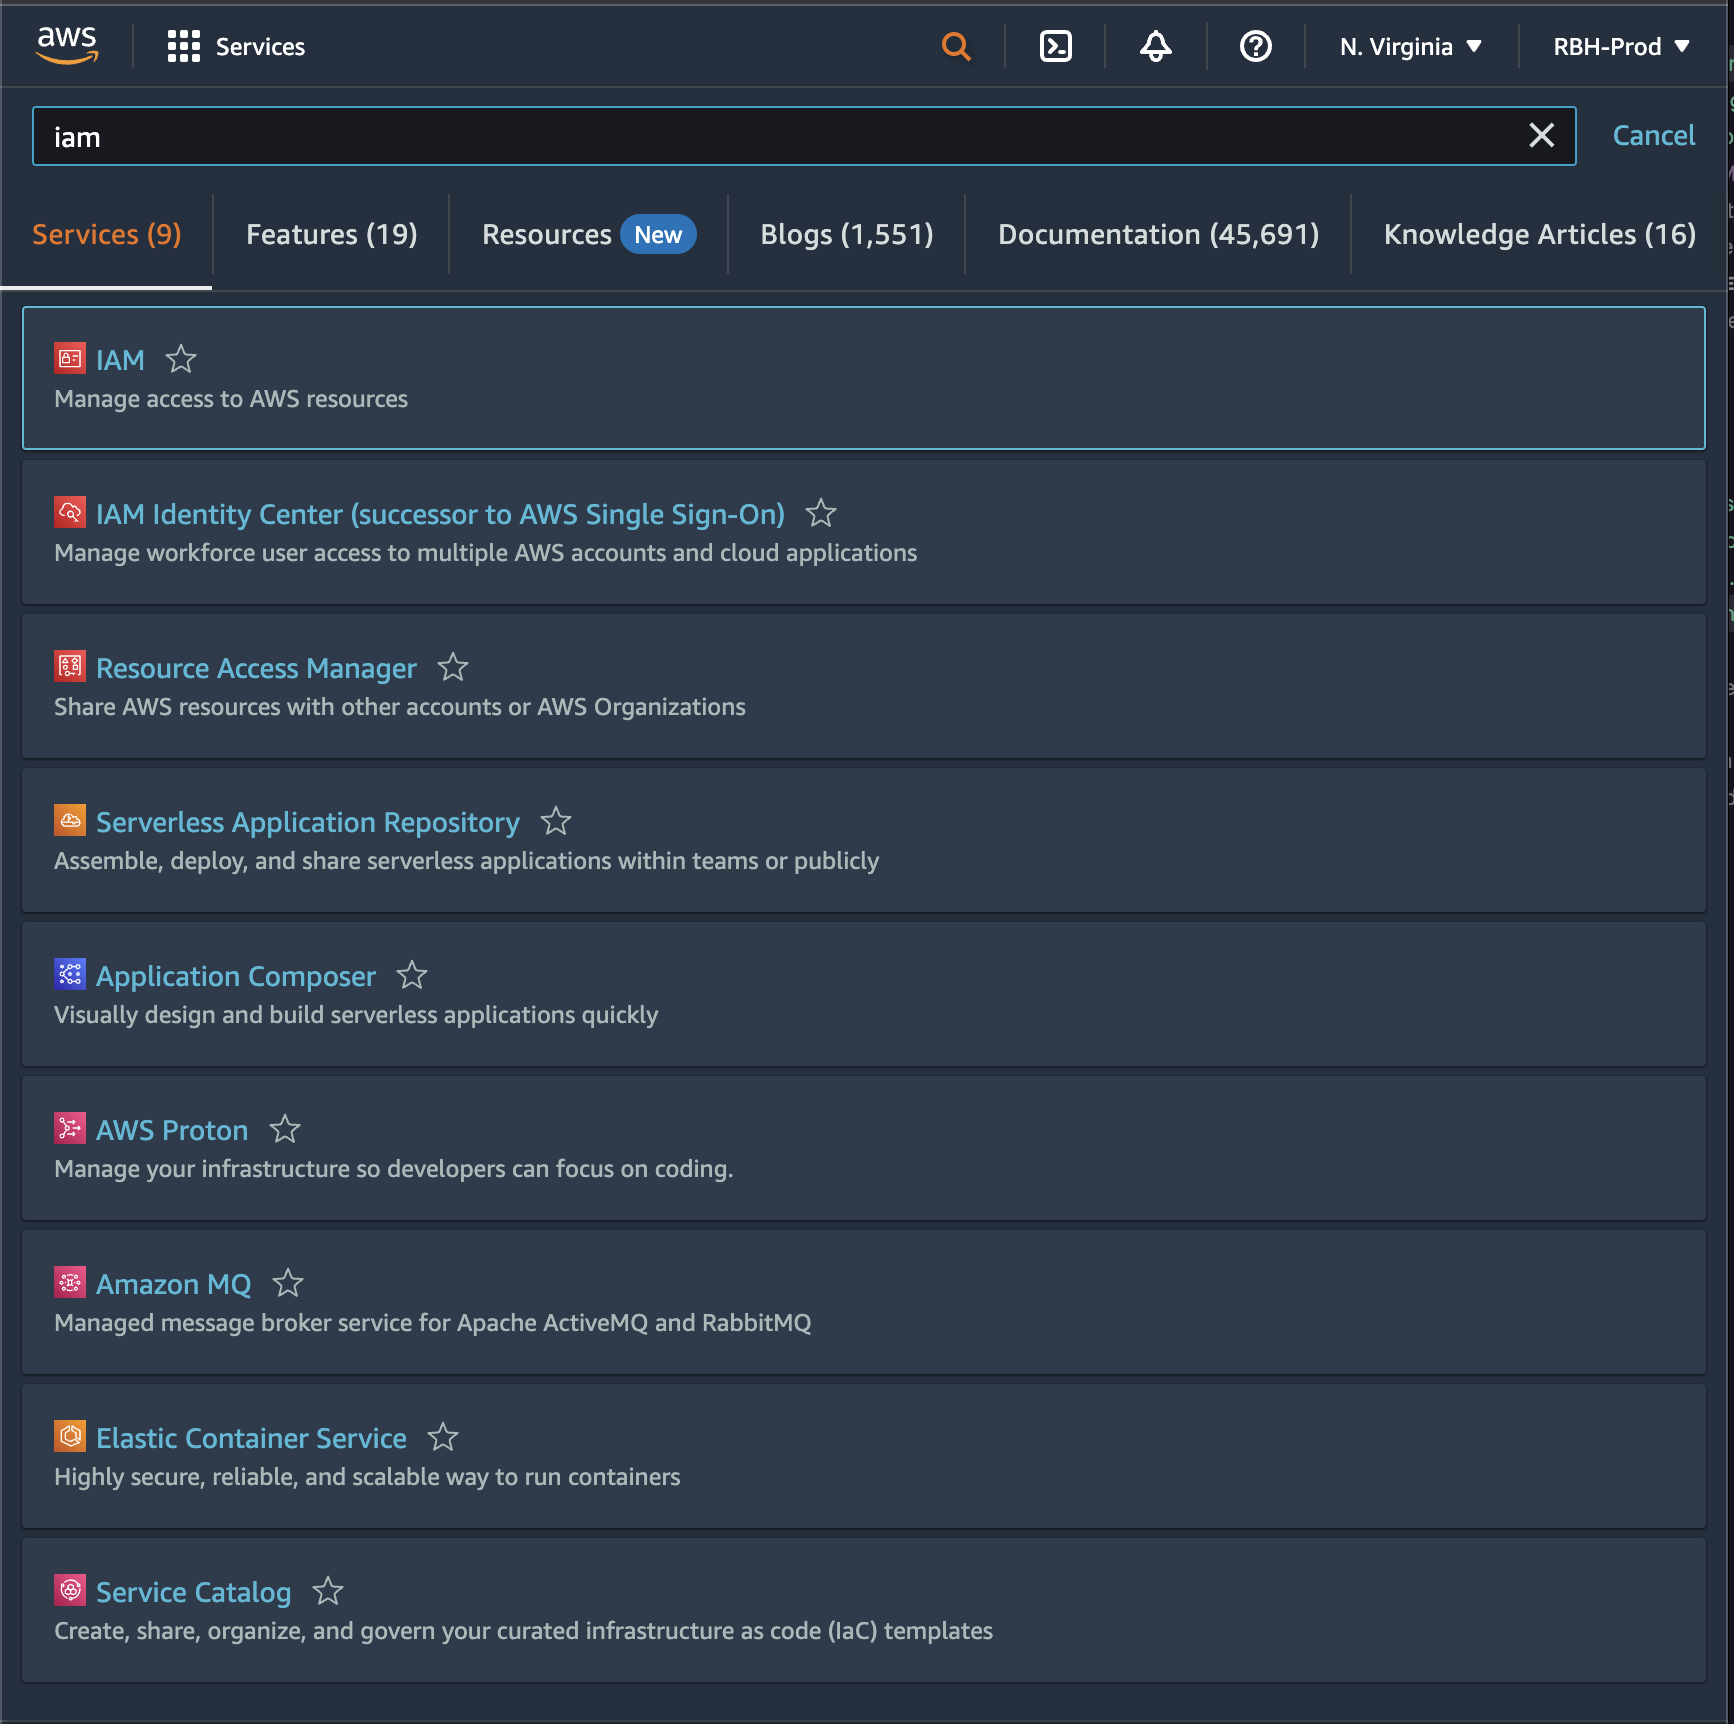 aws
Services
N. Virginia
RBH-Prod
iam
Cancel
Services (9)
Features (19)
Resources New
Blogs (1,551)
Documentation (45,691)
Knowledge Articles (16)
IAM
Manage access to AWS resources
IAM Identity Center (successor to AWS Single Sign-On)
Manage workforce user access to multiple AWS accounts and cloud applications
Resource Access Manager
Share AWS resources with other accounts or AWS Organizations
Serverless Application Repository
Assemble, deploy, and share serverless applications within teams or publicly
Application Composer
Visually design and build serverless applications quickly
AWS Proton
Manage your infrastructure so developers can focus on coding.
Amazon MQ
Managed message broker service for Apache ActiveMQ and RabbitMQ
Elastic Container Service
Highly secure, reliable, and scalable way to run containers
Service Catalog
Create, share, organize, and govern your curated infrastructure as code (IaC) templates